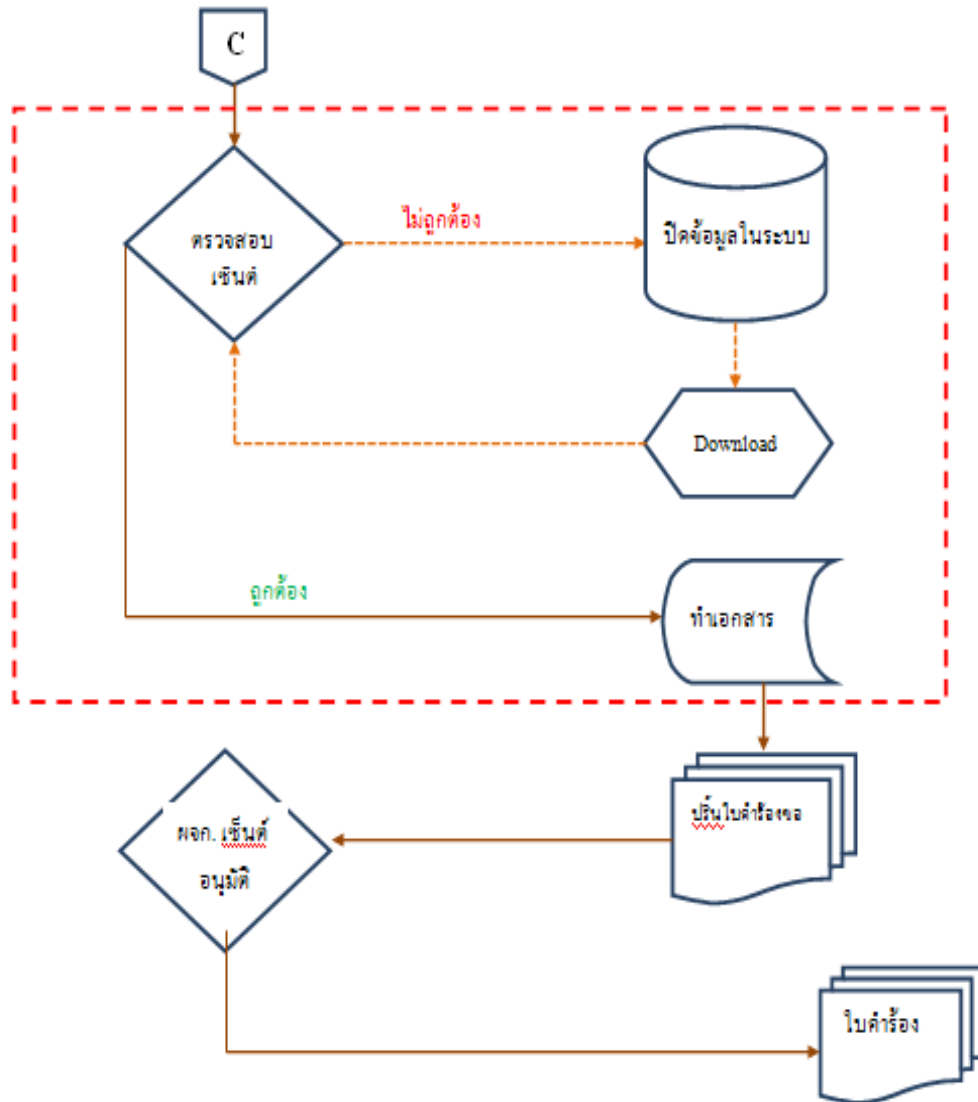 C
ตรวจสอบ
เซ็นต์
ไม่ถูกต้อง
ปิดข้อมูลในระบบ
Download
ถูกต้อง
ทำเอกสาร
ปริ้นใบคำร้องขอ
ผจก. เซ็นต์
อนุมัติ
ใบคำร้อง